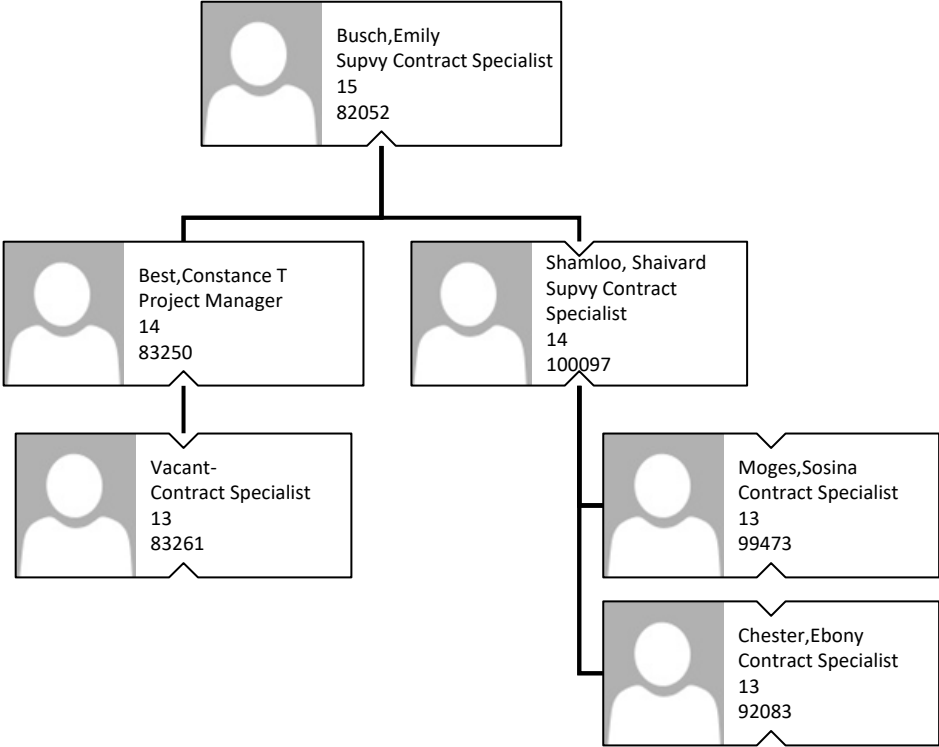 Busch,Emily
Supvy Contract Specialist
15
82052
Best,Constance T
Project Manager
14
83250
Shamloo, Shaivard
Supvy Contract
Specialist
14
100097
Vacant-
Contract Specialist
13
83261
Moges,Sosina
Contract Specialist
13
99473
Chester,Ebony
Contract Specialist
13
92083